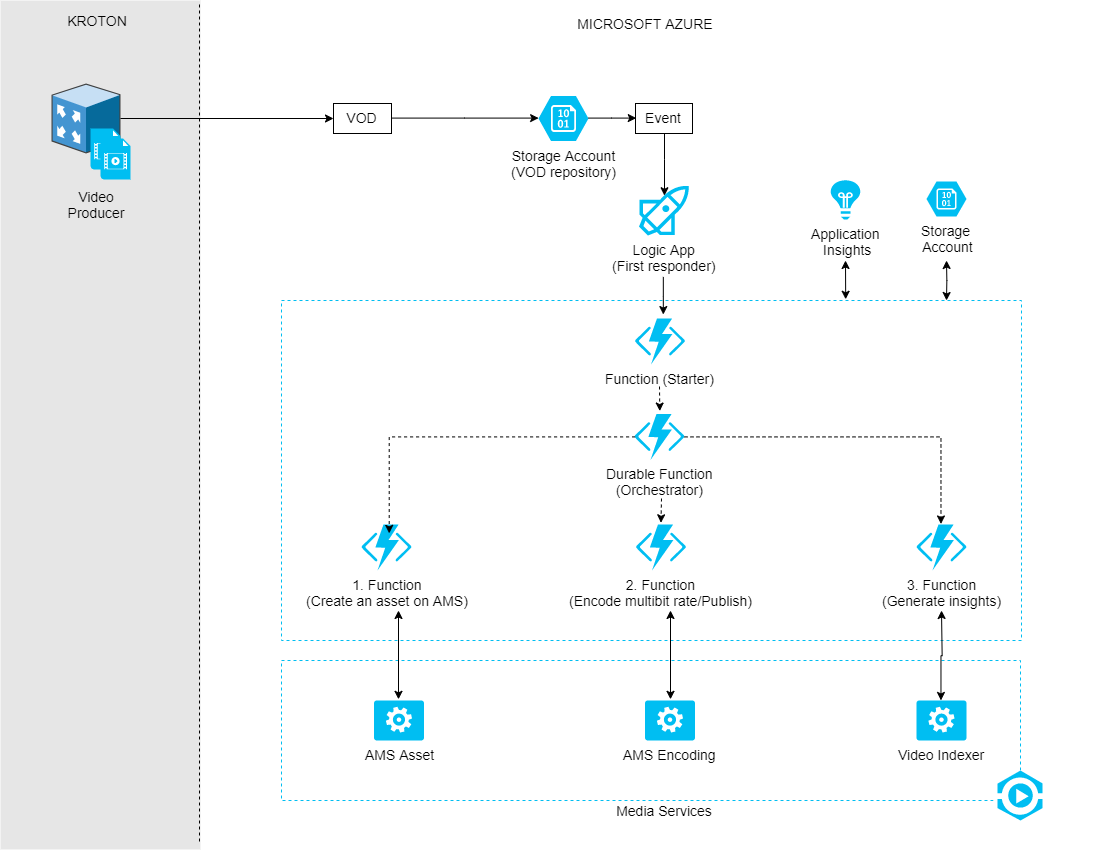 KROTON
MICROSOFT AZURE
VOD
10
01
Event
Storage Account
(VOD repository)
Video
Producer
10
01
Application
Insights
Storage
Account
Logic App
(First responder)
Function (Starter)
Durable Function
(Orchestrator)
1. Function
(Create an asset on AMS)
2. Function
(Encode multibit rate/Publish)
3. Function
(Generate insights)
AMS Asset
AMS Encoding
Video Indexer
Media Services